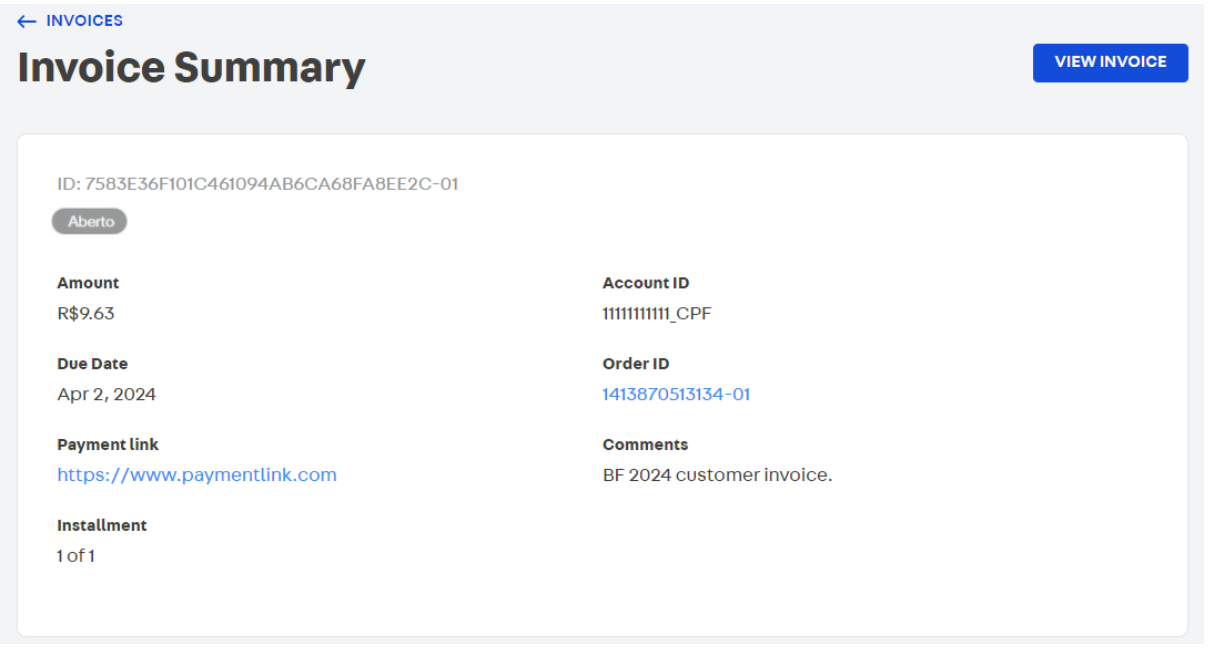 ← INVOICES
Invoice Summary
VIEW INVOICE
ID: 7583E36F101C461094AB6CA68FA8EE2C-01
Aberto
Amount
R$9.63
Account ID
11111111111_CPF
Due Date
Apr 2, 2024
Order ID
1413870513134-01
Payment link
https://www.paymentlink.com
Comments
BF 2024 customer invoice.
Installment
1 of 1